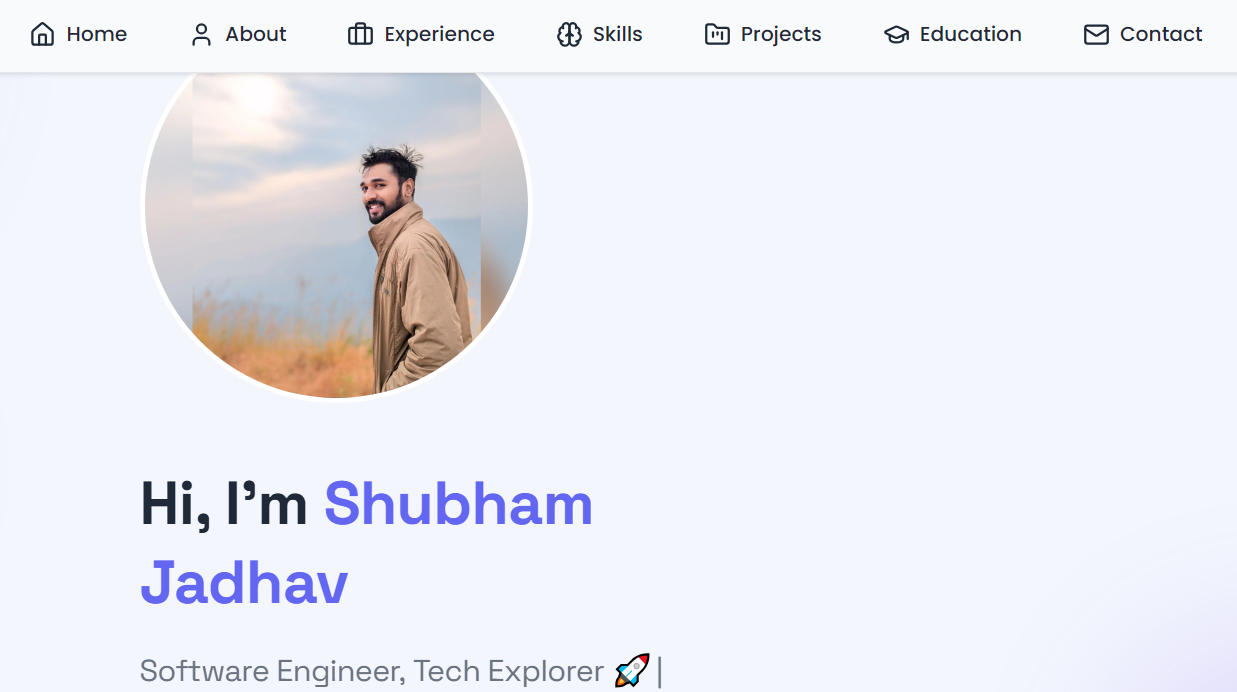 Home About Experience Skills Projects Education Contact
Hi, I’m Shubham
Jadhav
Software Engineer, Tech Explorer 🚀|